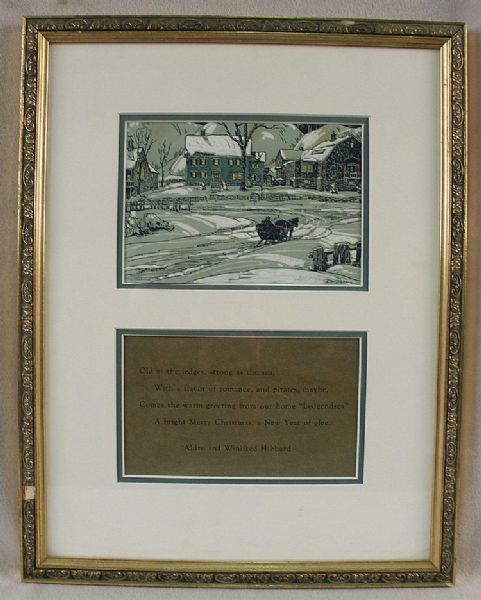 Old as the ledges, strong as the sea,
With a flavor of romance, and pirates, maybe,
Comes the warm greeting from our home "Ledgendsea"
A bright Merry Christmas, a New Year of glee.
Aldro and Winifred Hibbard